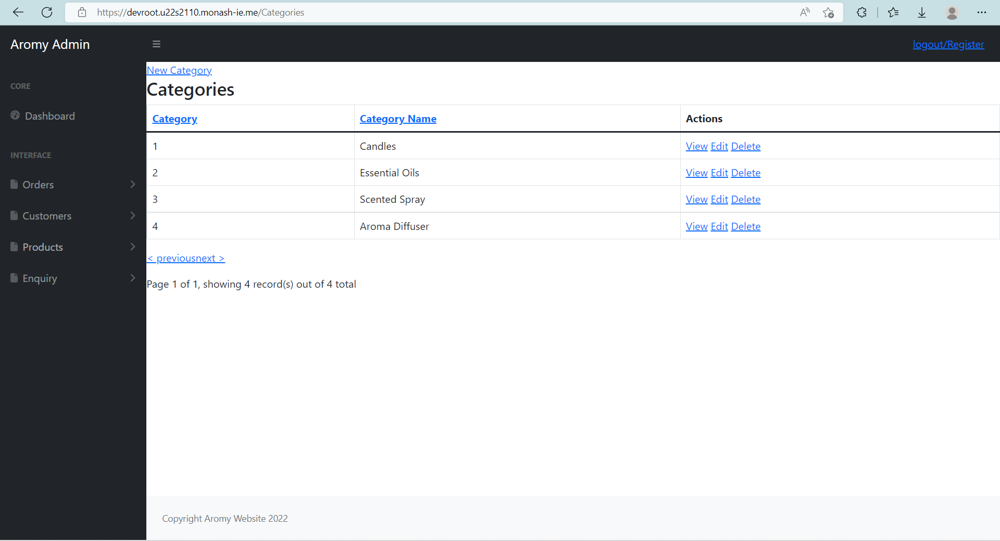 https://devroot.u22s2110.monash-ie.me/Categories
Aromy Admin
logout/Register
CORE
Dashboard
INTERFACE
Orders
Customers
Products
Enquiry
New Category
Categories
Category Category Name Actions
1 Candles View Edit Delete
2 Essential Oils View Edit Delete
3 Scented Spray View Edit Delete
4 Aroma Diffuser View Edit Delete
< previousnext >
Page 1 of 1, showing 4 record(s) out of 4 total
Copyright Aromy Website 2022